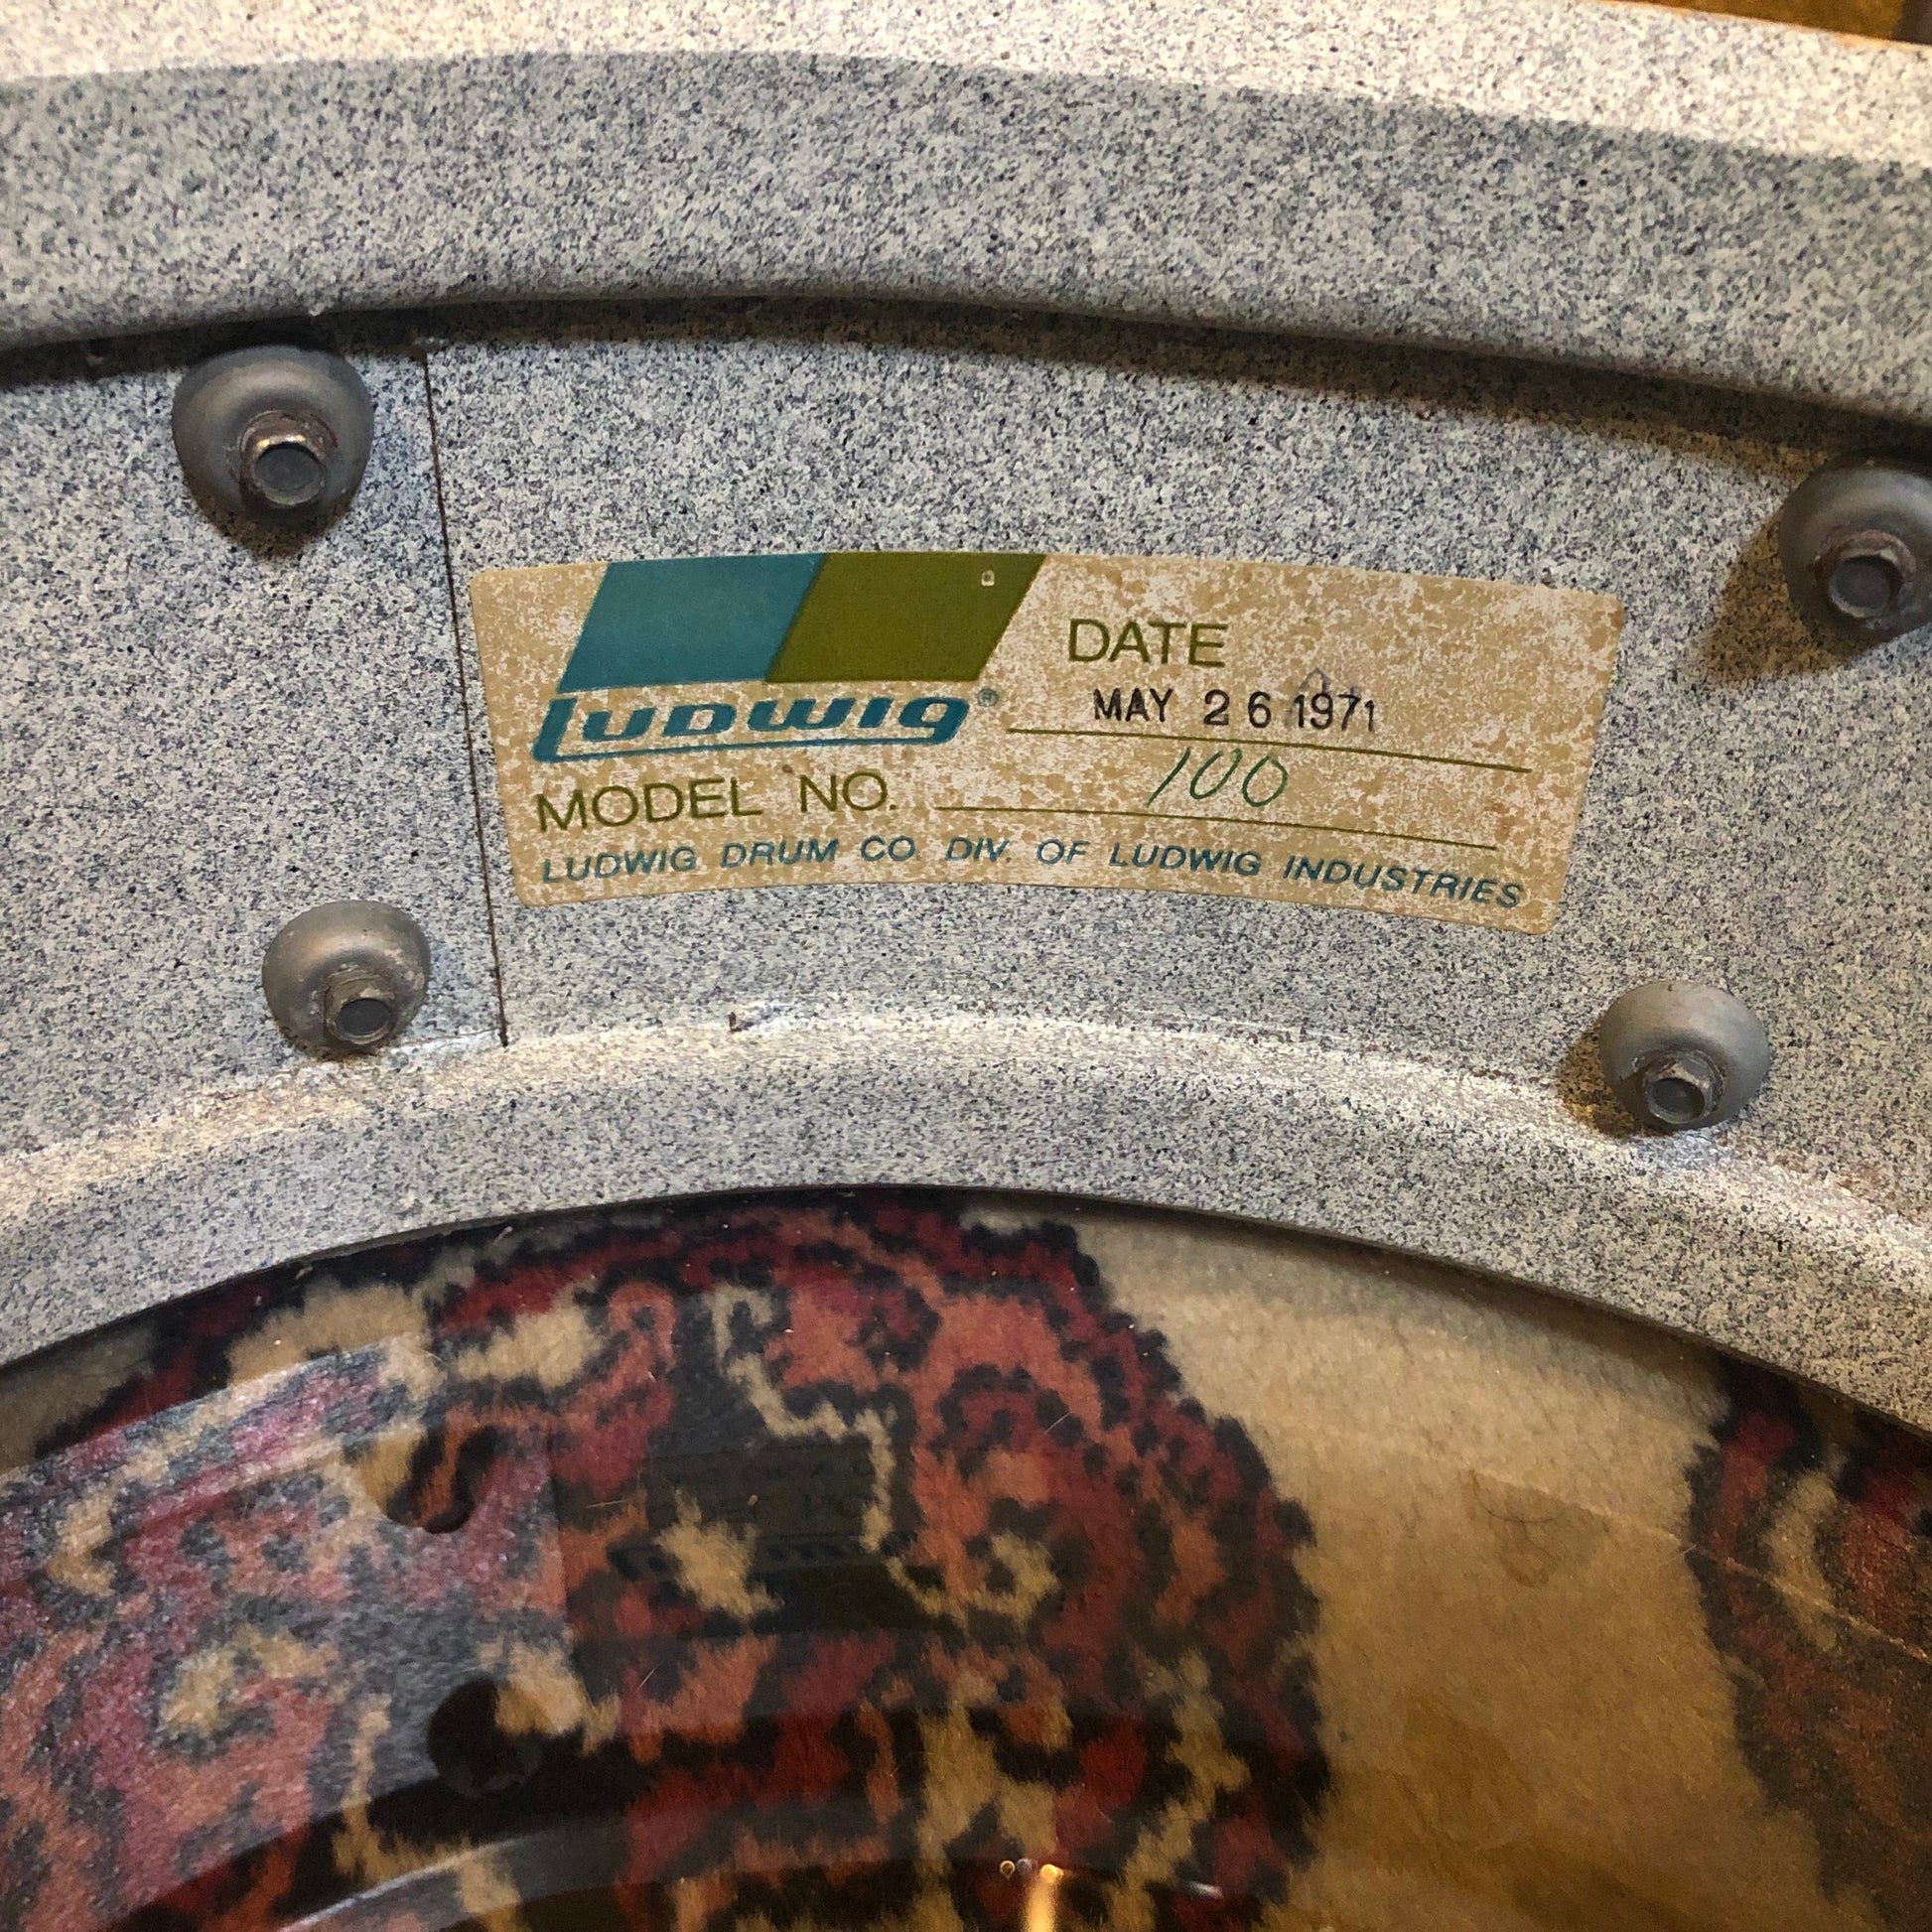 Ludwig®
DATE
MAY 26 1971
MODEL NO. 100
LUDWIG DRUM CO. DIV. OF LUDWIG INDUSTRIES